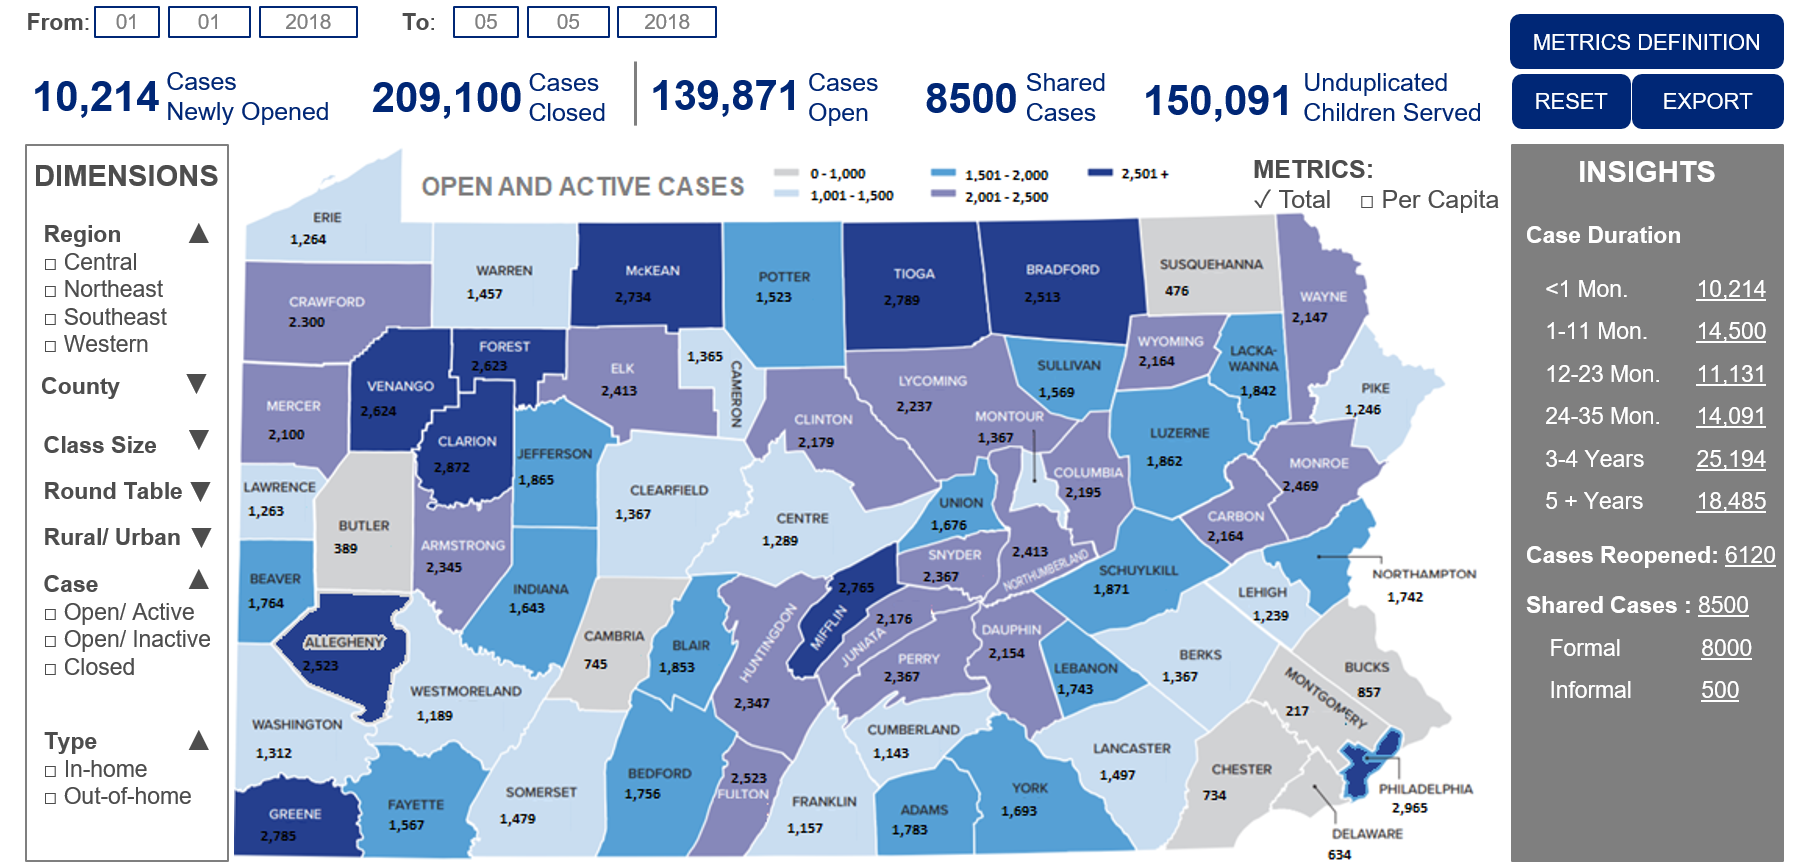 From: 01 01 2018 To: 05 05 2018
METRICS DEFINITION
RESET EXPORT
10,214 Cases Newly Opened
209,100 Cases Closed
139,871 Cases Open
8500 Shared Cases
150,091 Unduplicated Children Served
DIMENSIONS
Region ▲
□ Central
□ Northeast
□ Southeast
□ Western
County ▼
Class Size ▼
Round Table ▼
Rural/ Urban ▼
Case ▲
□ Open/ Active
□ Open/ Inactive
□ Closed
Type ▲
□ In-home
□ Out-of-home
OPEN AND ACTIVE CASES
0 - 1,000
1,001 - 1,500
1,501 - 2,000
2,001 - 2,500
2,501 +
METRICS:
✓ Total □ Per Capita
ERIE
1,264
CRAWFORD
2.300
WARREN
1,457
McKEAN
2,734
POTTER
1,523
TIOGA
2,789
BRADFORD
2,513
SUSQUEHANNA
476
WAYNE
2,147
MERCER
2,100
VENANGO
2,624
FOREST
2,623
ELK
2,413
1,365
CAMERON
CLINTON
2,179
LYCOMING
2,237
SULLIVAN
1,569
WYOMING
2,164
LACKA-
WANNA
1,842
PIKE
1,246
CLARION
2,872
JEFFERSON
1,865
CLEARFIELD
1,367
MONTOUR
1,367
COLUMBIA
2,195
LUZERNE
1,862
MONROE
2,469
LAWRENCE
1,263
BUTLER
389
ARMSTRONG
2,345
CENTRE
1,289
UNION
1,676
SNYDER
2,367
2,413
NORTHUMBERLAND
CARBON
2,164
SCHUYLKILL
1,871
NORTHAMPTON
1,742
LEHIGH
1,239
BEAVER
1,764
INDIANA
1,643
ALLEGHENY
2,523
CAMBRIA
745
BLAIR
1,853
HUNTINGDON
2,347
2,765
MIFFLIN
2,176
JUNIATA
PERRY
2,367
DAUPHIN
2,154
LEBANON
1,743
BERKS
1,367
BUCKS
857
MONTGOMERY
217
WASHINGTON
1,312
WESTMORELAND
1,189
CUMBERLAND
1,143
LANCASTER
1,497
CHESTER
734
PHILADELPHIA
2,965
DELAWARE
634
GREENE
2,785
FAYETTE
1,567
SOMERSET
1,479
BEDFORD
1,756
2,523
FULTON
FRANKLIN
1,157
ADAMS
1,783
YORK
1,693
INSIGHTS
Case Duration
<1 Mon. 10,214
1-11 Mon. 14,500
12-23 Mon. 11,131
24-35 Mon. 14,091
3-4 Years 25,194
5 + Years 18,485
Cases Reopened: 6120
Shared Cases : 8500
Formal 8000
Informal 500